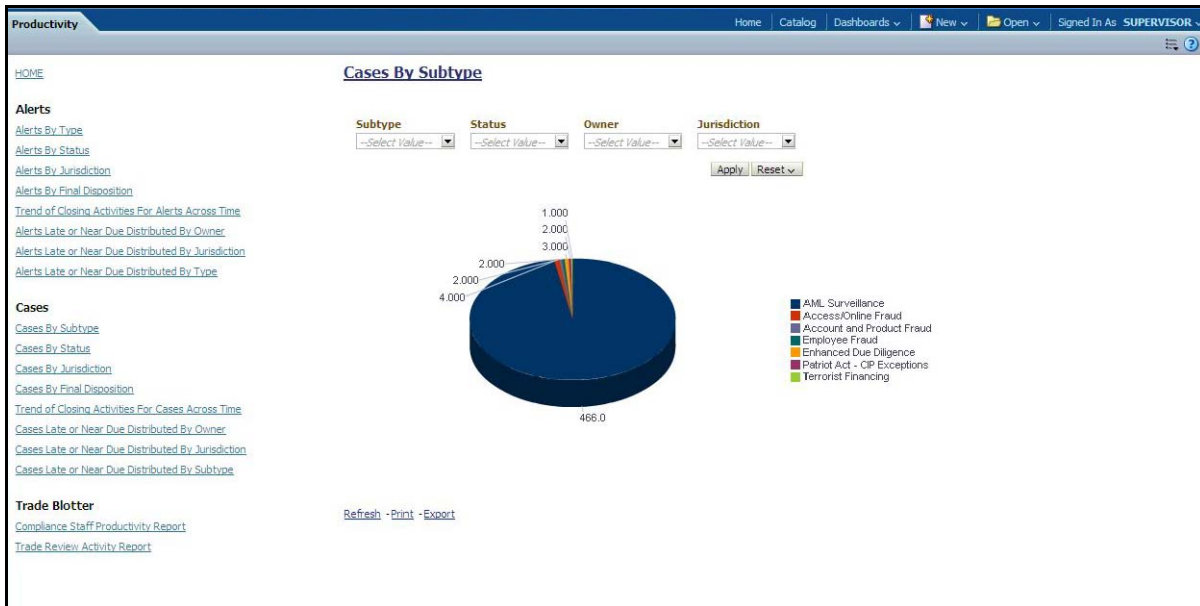 Productivity
Home Catalog Dashboards New Open Signed In As SUPERVISOR
HOME
Alerts
Alerts By Type
Alerts By Status
Alerts By Jurisdiction
Alerts By Final Disposition
Trend of Closing Activities For Alerts Across Time
Alerts Late or Near Due Distributed By Owner
Alerts Late or Near Due Distributed By Jurisdiction
Alerts Late or Near Due Distributed By Type
Cases
Cases By Subtype
Cases By Status
Cases By Jurisdiction
Cases By Final Disposition
Trend of Closing Activities For Cases Across Time
Cases Late or Near Due Distributed By Owner
Cases Late or Near Due Distributed By Jurisdiction
Cases Late or Near Due Distributed By Subtype
Trade Blotter
Compliance Staff Productivity Report
Trade Review Activity Report
Cases By Subtype
Subtype Status Owner Jurisdiction
--Select Value-- --Select Value-- --Select Value-- --Select Value--
Apply Reset
1.000
2.000
3.000
2.000
2.000
4.000
466.0
AML Surveillance
Access/Online Fraud
Account and Product Fraud
Employee Fraud
Enhanced Due Diligence
Patriot Act - CIP Exceptions
Terrorist Financing
Refresh -Print -Export